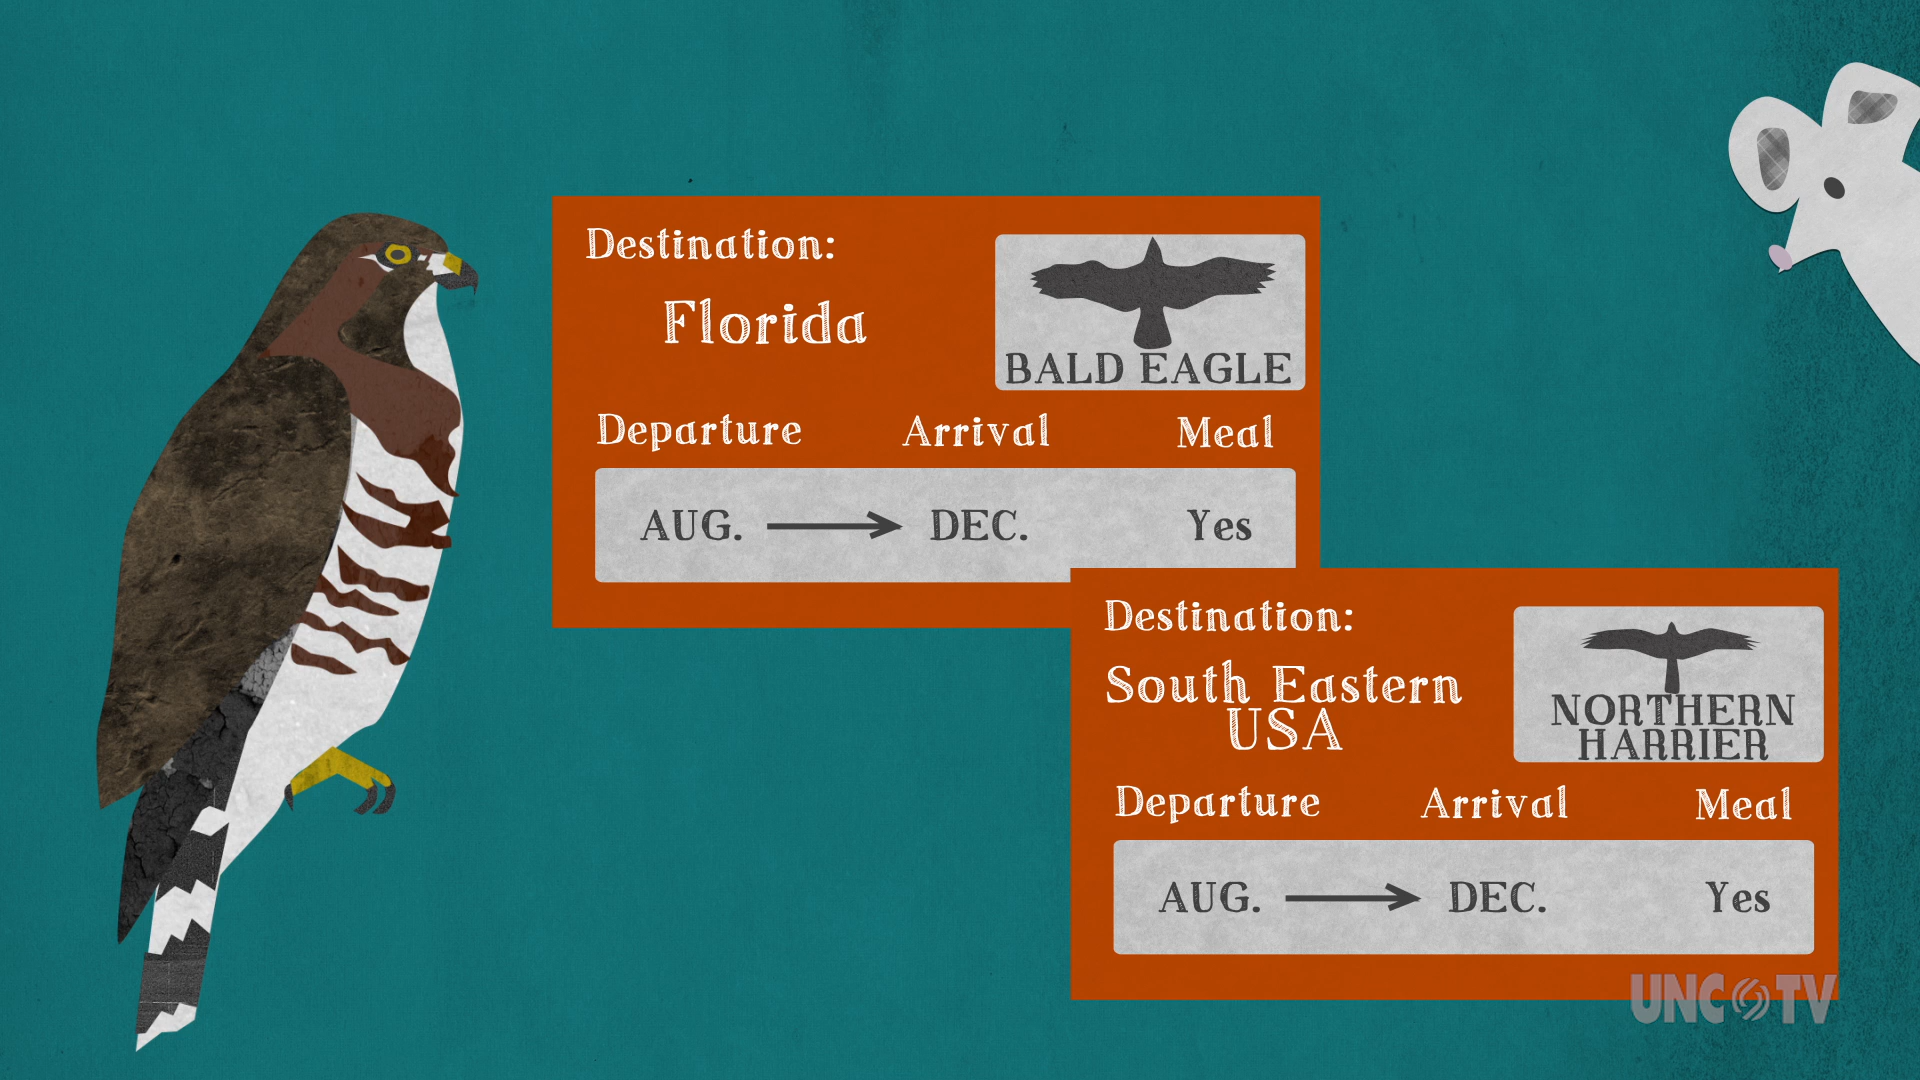 Destination:
Florida
BALD EAGLE
Departure Arrival Meal
AUG. DEC. Yes
Destination:
South Eastern
USA
NORTHERN
HARRIER
Departure Arrival Meal
AUG. DEC. Yes
UNC TV